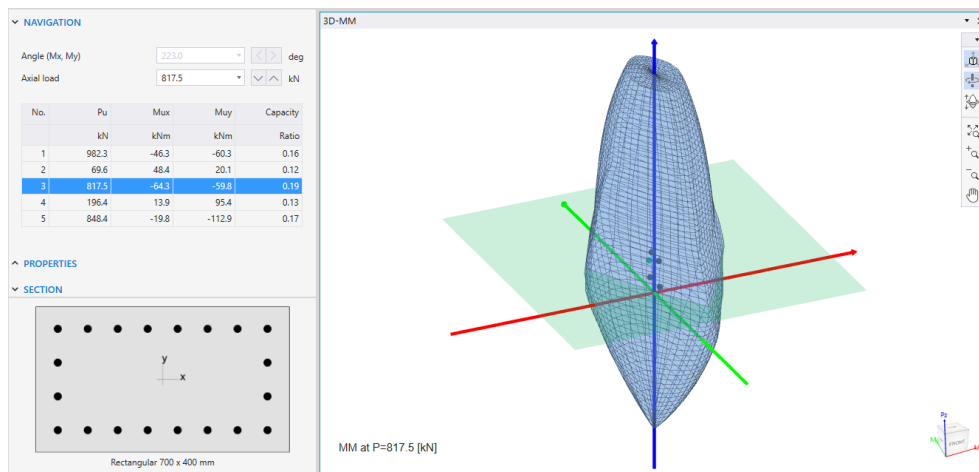 NAVIGATION
Angle (Mx, My) 223.0 deg
Axial load 817.5 kN
No. Pu Mux Muy Capacity
kN kNm kNm Ratio
1 982.3 -46.3 -60.3 0.16
2 69.6 48.4 20.1 0.12
3 817.5 -64.3 -59.8 0.19
4 196.4 13.9 95.4 0.13
5 848.4 -19.8 -112.9 0.17
PROPERTIES
SECTION
y
x
Rectangular 700 x 400 mm
3D-MM
MM at P=817.5 [kN]
FRONT